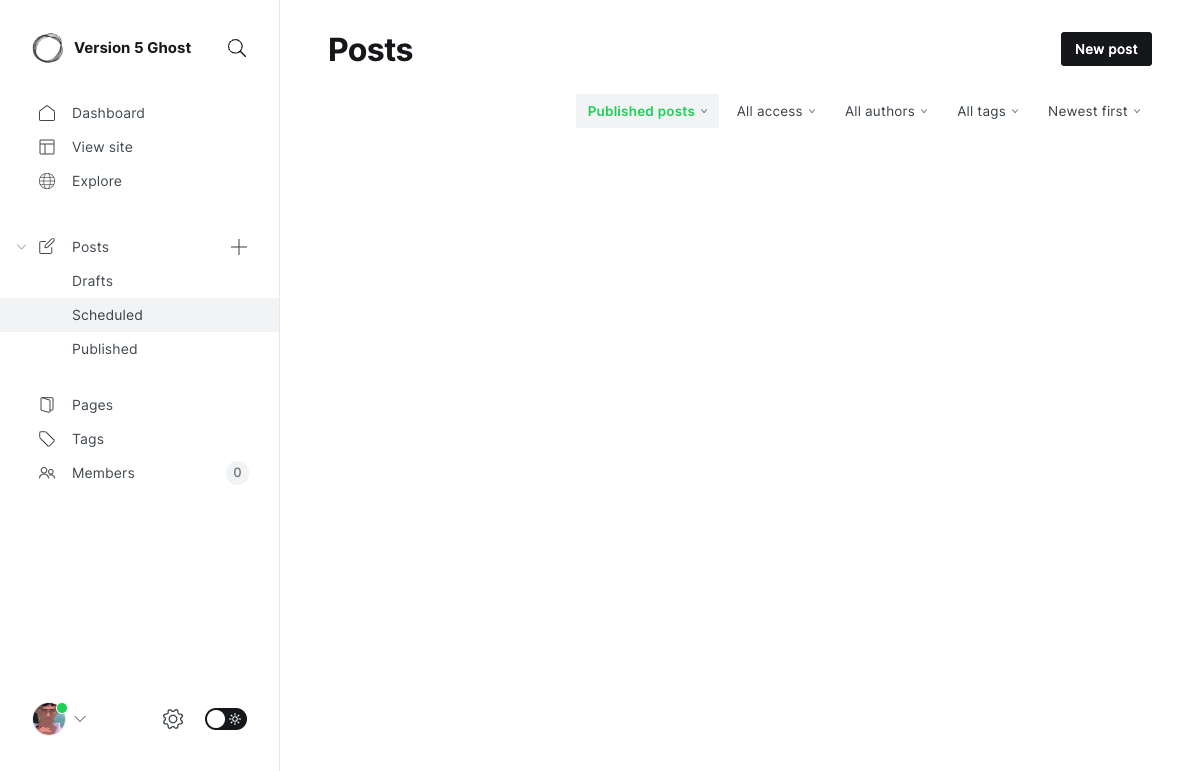 Version 5 Ghost
Dashboard
View site
Explore
Posts
Drafts
Scheduled
Published
Pages
Tags
Members 0
Posts
New post
Published posts All access All authors All tags Newest first